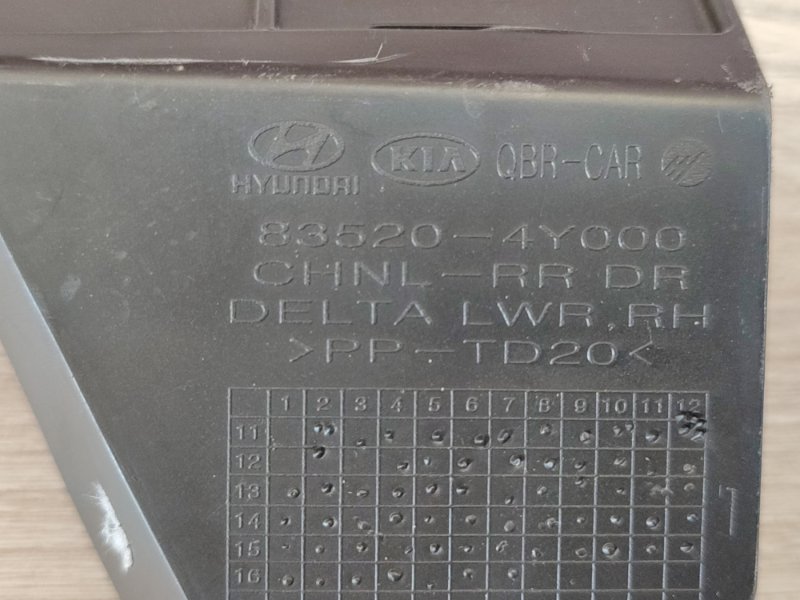 HYUNDAI KIA QBR-CAR
83520-4Y000
CHNL-RR DR
DELTA LWR,RH
>PP-TD20<
1 2 3 4 5 6 7 8 9 10 11 12
11
12
13
14
15
16
1